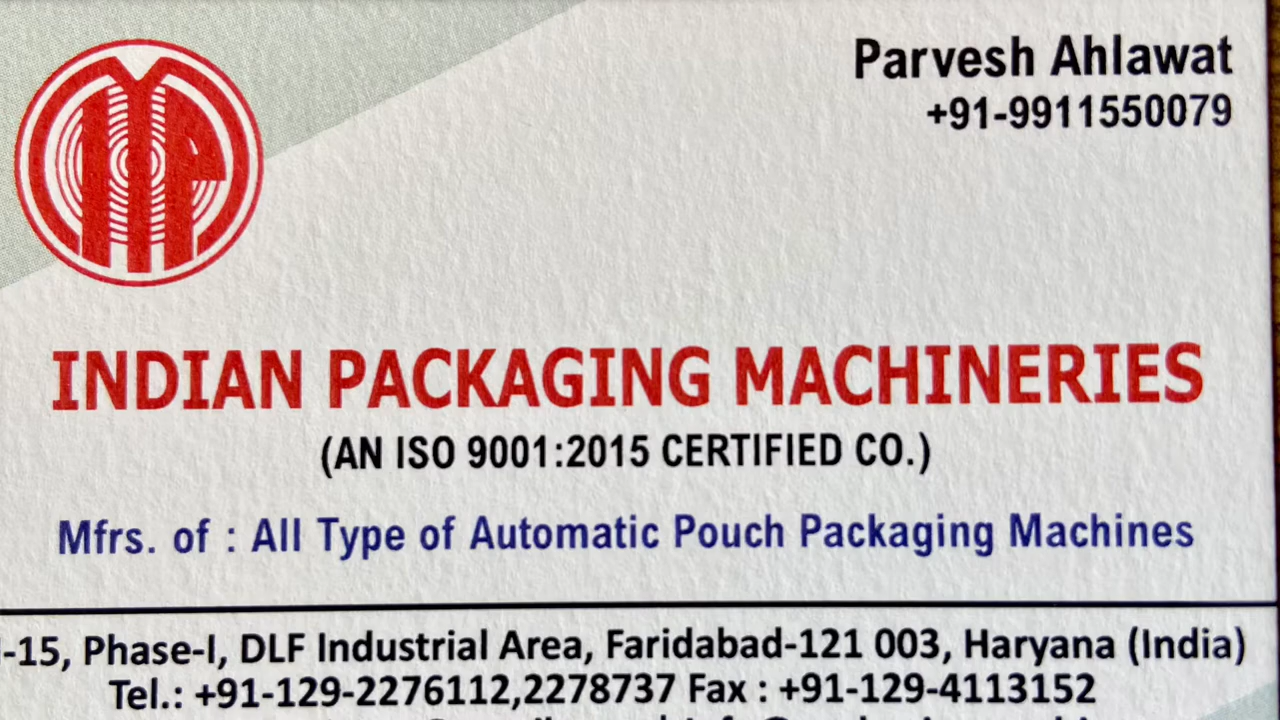 Parvesh Ahlawat
+91-9911550079
INDIAN PACKAGING MACHINERIES
(AN ISO 9001:2015 CERTIFIED CO.)
Mfrs. of : All Type of Automatic Pouch Packaging Machines
-15, Phase-I, DLF Industrial Area, Faridabad-121 003, Haryana (India)
Tel.: +91-129-2276112,2278737 Fax : +91-129-4113152